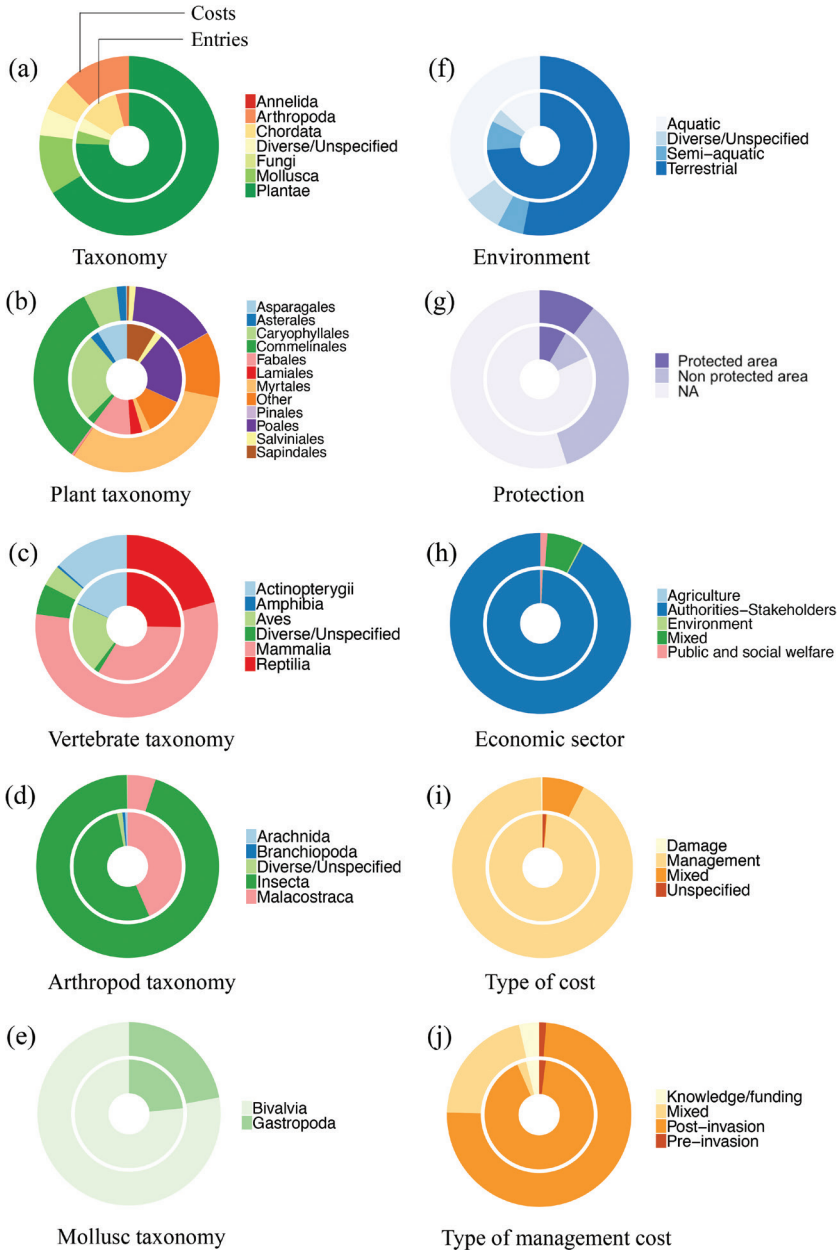 Costs
Entries
(a)
Annelida
Arthropoda
Chordata
Diverse/Unspecified
Fungi
Mollusca
Plantae
Taxonomy
(b)
Asparagales
Asterales
Caryophyllales
Commelinales
Fabales
Lamiales
Myrtales
Other
Pinales
Poales
Salviniales
Sapindales
Plant taxonomy
(c)
Actinopterygii
Amphibia
Aves
Diverse/Unspecified
Mammalia
Reptilia
Vertebrate taxonomy
(d)
Arachnida
Branchiopoda
Diverse/Unspecified
Insecta
Malacostraca
Arthropod taxonomy
(e)
Bivalvia
Gastropoda
Mollusc taxonomy
(f)
Aquatic
Diverse/Unspecified
Semi-aquatic
Terrestrial
Environment
(g)
Protected area
Non protected area
NA
Protection
(h)
Agriculture
Authorities-Stakeholders
Environment
Mixed
Public and social welfare
Economic sector
(i)
Damage
Management
Mixed
Unspecified
Type of cost
(j)
Knowledge/funding
Mixed
Post-invasion
Pre-invasion
Type of management cost